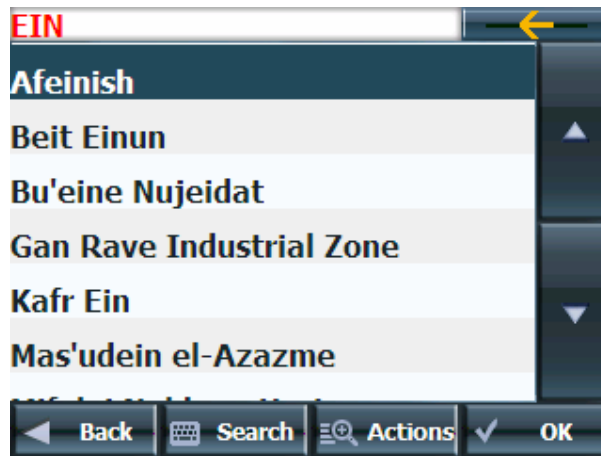 EIN
Afeinish
Beit Einun
Bu'eine Nujeidat
Gan Rave Industrial Zone
Kafr Ein
Mas'udein el-Azazme
Back Search Actions OK